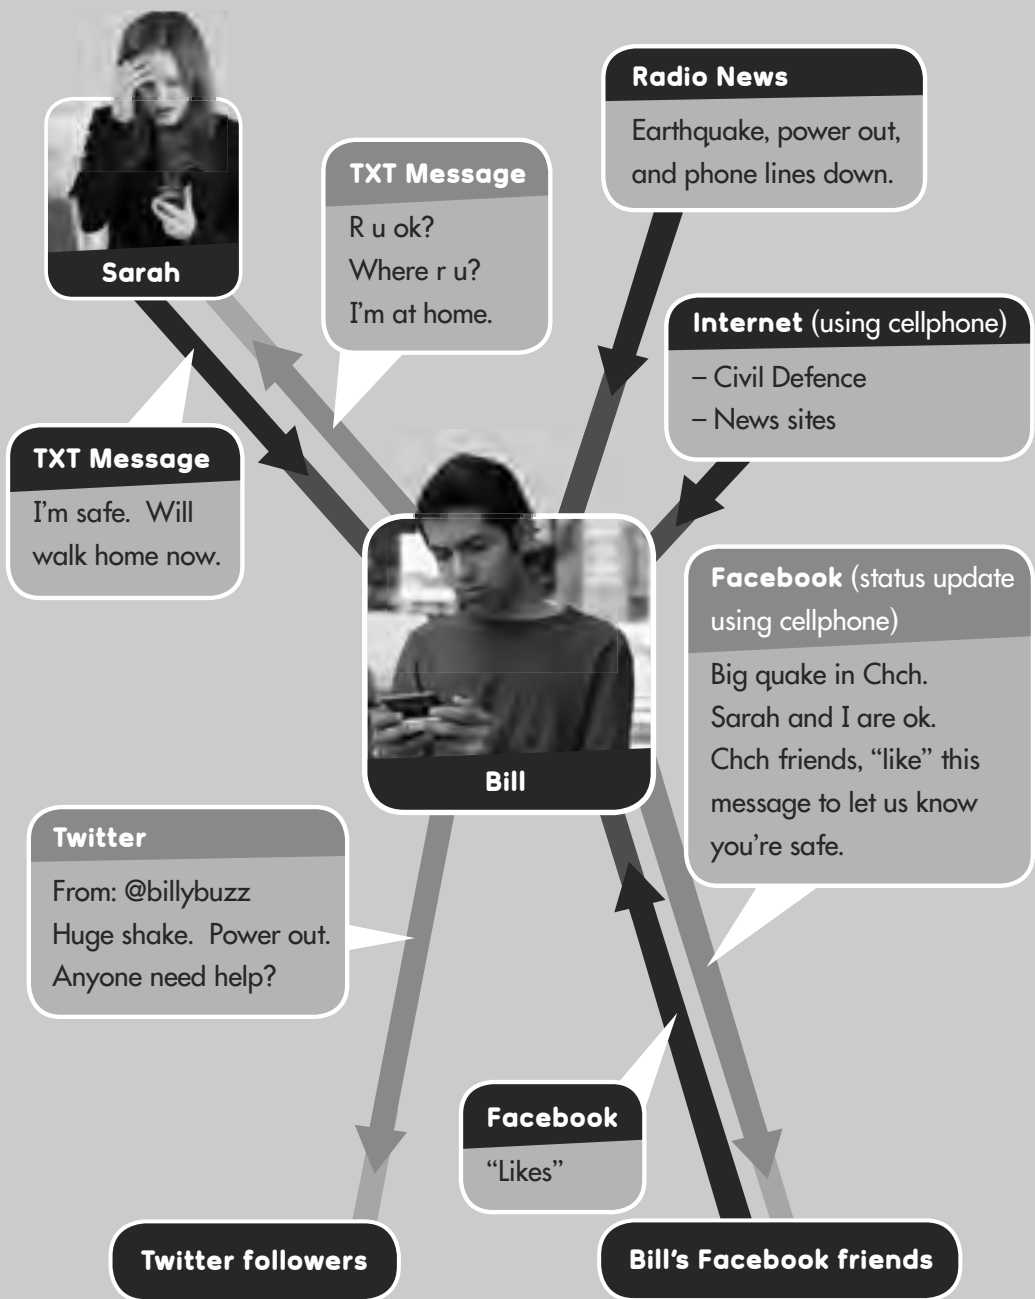 Sarah
TXT Message
R u ok?
Where r u?
I'm at home.
Radio News
Earthquake, power out,
and phone lines down.
Internet (using cellphone)
– Civil Defence
– News sites
TXT Message
I'm safe.  Will
walk home now.
Bill
Facebook (status update
using cellphone)
Big quake in Chch.
Sarah and I are ok.
Chch friends, “like” this
message to let us know
you're safe.
Twitter
From: @billybuzz
Huge shake.  Power out.
Anyone need help?
Facebook
“Likes”
Twitter followers
Bill's Facebook friends